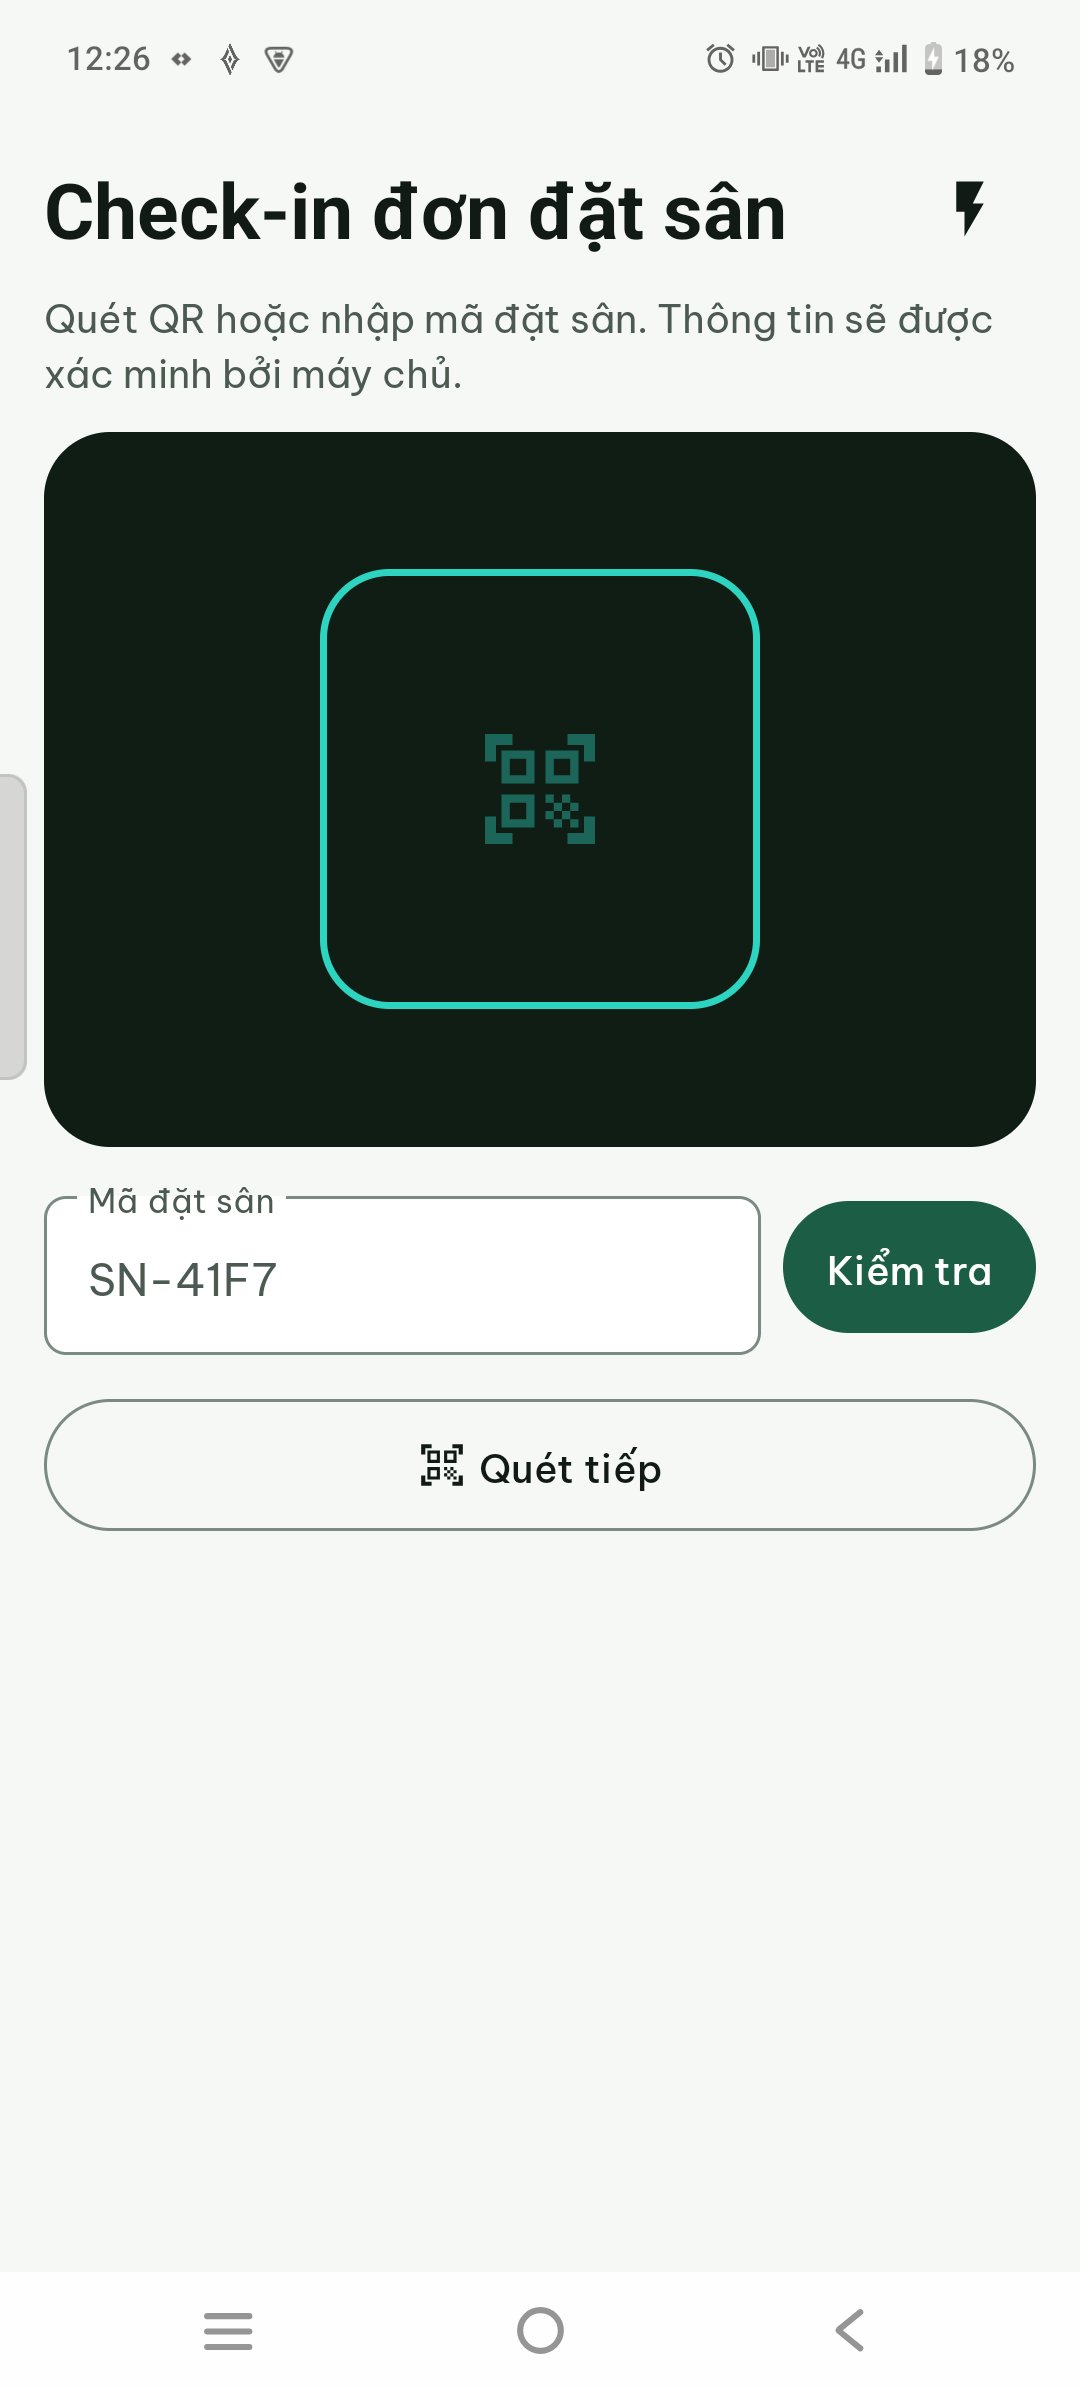 12:26
VoLTE 4G 18%
Check-in đơn đặt sân
Quét QR hoặc nhập mã đặt sân. Thông tin sẽ được
xác minh bởi máy chủ.
Mã đặt sân
SN-41F7
Kiểm tra
Quét tiếp